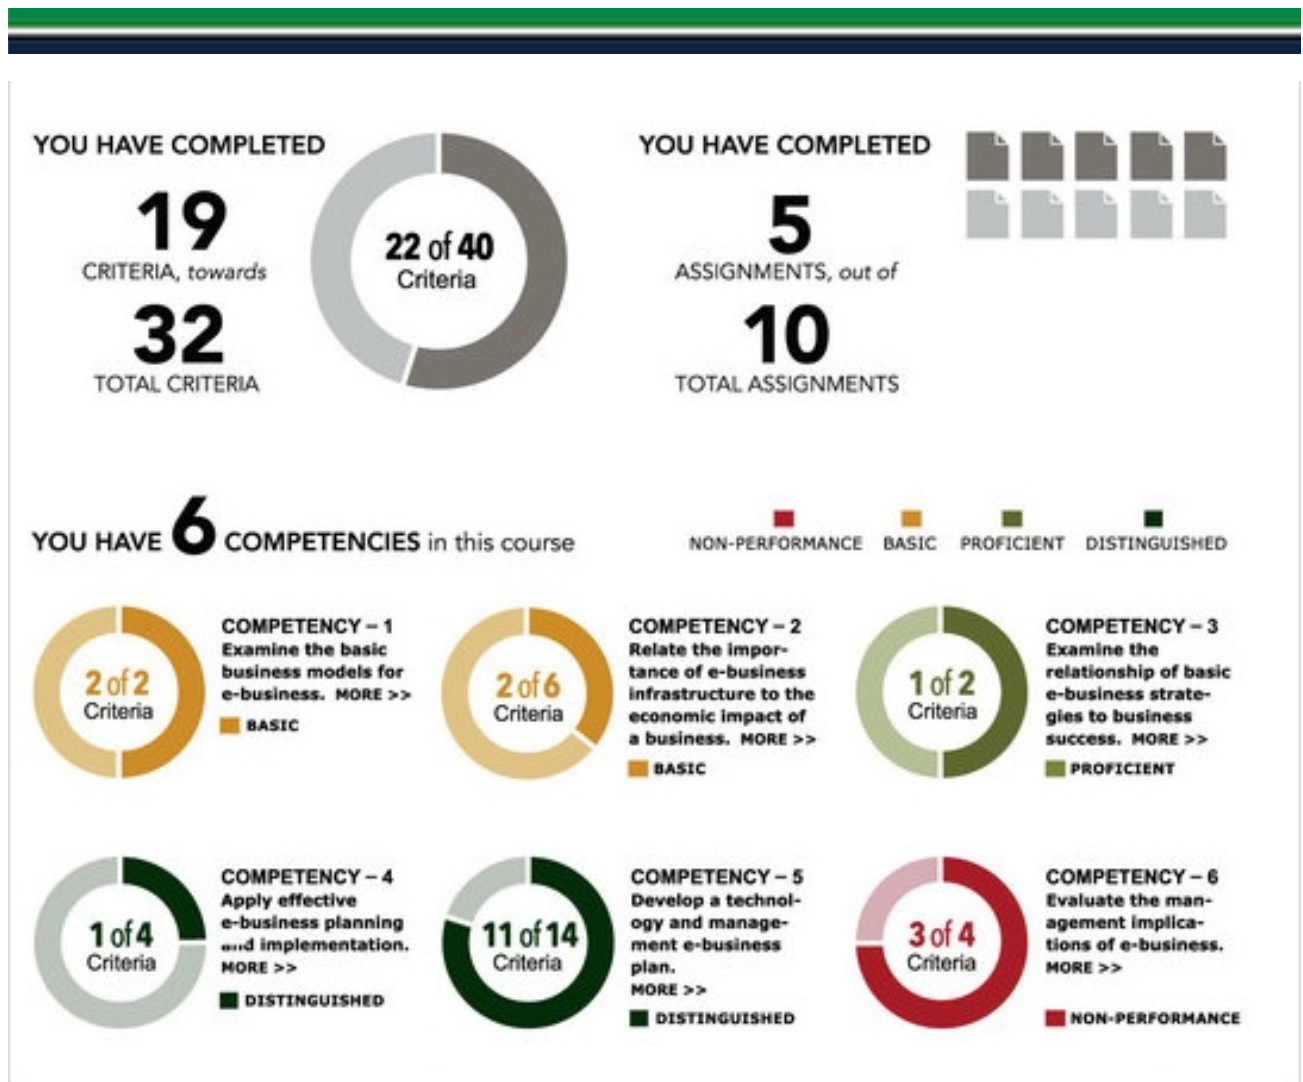 YOU HAVE COMPLETED
19
CRITERIA, towards
32
TOTAL CRITERIA
22 of 40
Criteria
YOU HAVE COMPLETED
5
ASSIGNMENTS, out of
10
TOTAL ASSIGNMENTS
YOU HAVE 6 COMPETENCIES in this course
NON-PERFORMANCE BASIC PROFICIENT DISTINGUISHED
2 of 2
Criteria
COMPETENCY – 1
Examine the basic
business models for
e-business. MORE >>
BASIC
2 of 6
Criteria
COMPETENCY – 2
Relate the impor-
tance of e-business
infrastructure to the
economic impact of
a business. MORE >>
BASIC
1 of 2
Criteria
COMPETENCY – 3
Examine the
relationship of basic
e-business strate-
gies to business
success. MORE >>
PROFICIENT
1 of 4
Criteria
COMPETENCY – 4
Apply effective
e-business planning
implementation.
MORE >>
DISTINGUISHED
11 of 14
Criteria
COMPETENCY – 5
Develop a technol-
ogy and manage-
ment e-business
plan.
MORE >>
DISTINGUISHED
3 of 4
Criteria
COMPETENCY – 6
Evaluate the man-
agement implica-
tions of e-business.
MORE >>
NON-PERFORMANCE